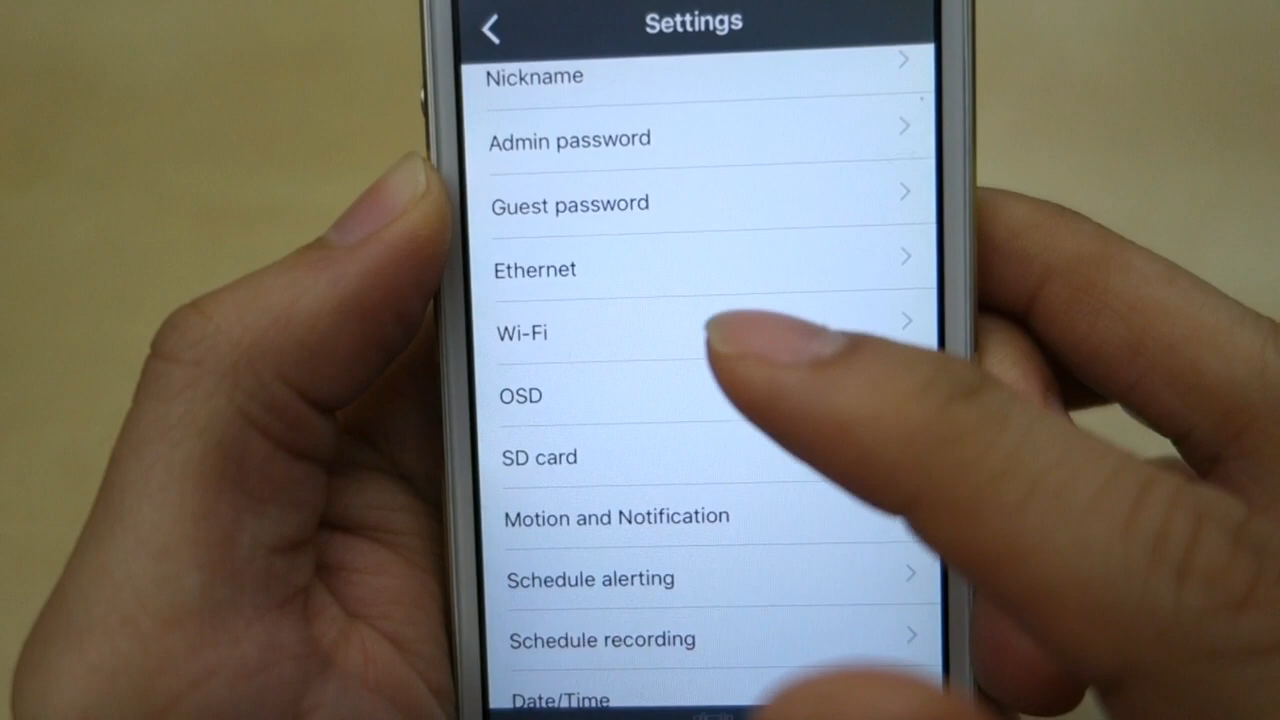 Settings
Nickname
Admin password
Guest password
Ethernet
Wi-Fi
OSD
SD card
Motion and Notification
Schedule alerting
Schedule recording
Date/Time